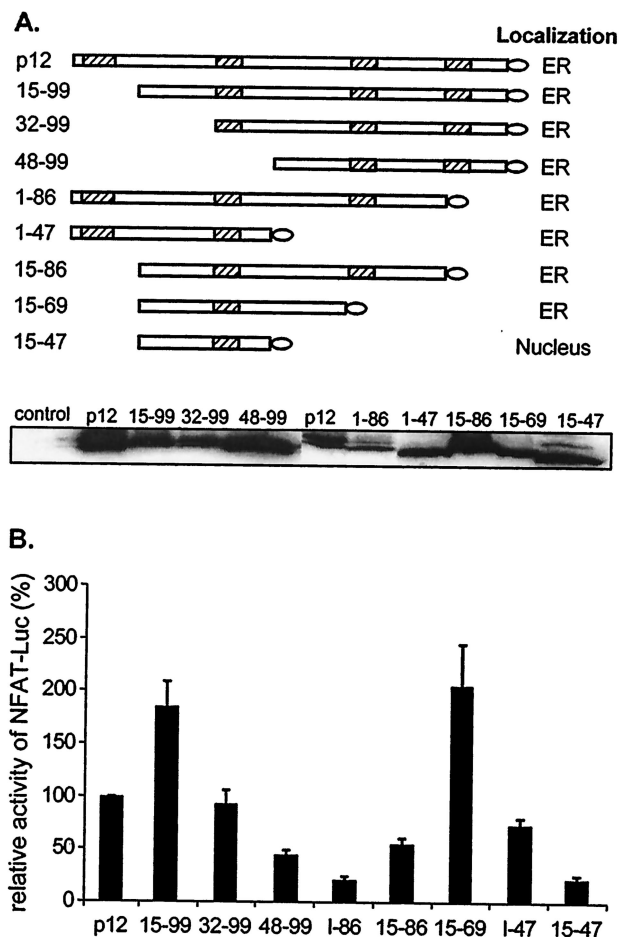 A.
Localization
p12 ER
15-99 ER
32-99 ER
48-99 ER
1-86 ER
1-47 ER
15-86 ER
15-69 ER
15-47 Nucleus
control p12 15-99 32-99 48-99 p12 1-86 1-47 15-86 15-69 15-47
B.
relative activity of NFAT-Luc (%)
300
250
200
150
100
50
0
p12 15-99 32-99 48-99 I-86 15-86 15-69 I-47 15-47